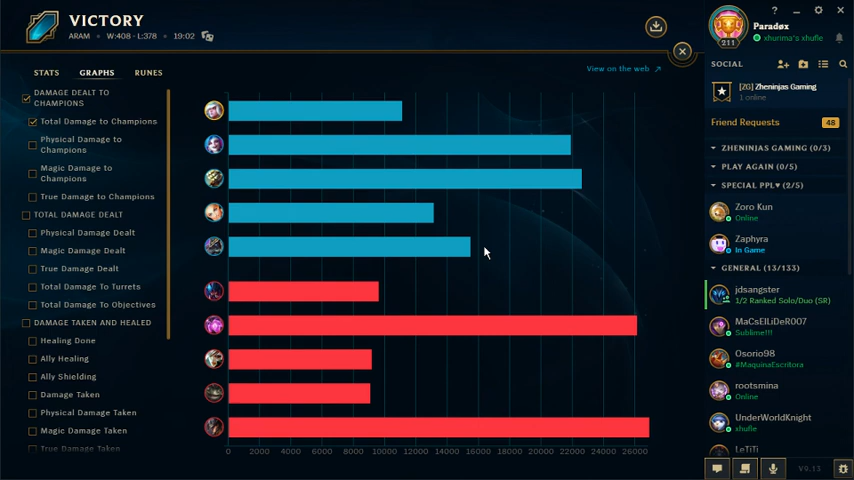 VICTORY
ARAM • W:408 - L:378 • 19:02
STATS
GRAPHS
RUNES
View on the web
DAMAGE DEALT TO
CHAMPIONS
Total Damage to Champions
Physical Damage to
Champions
Magic Damage to
Champions
True Damage to Champions
TOTAL DAMAGE DEALT
Physical Damage Dealt
Magic Damage Dealt
True Damage Dealt
Total Damage To Turrets
Total Damage To Objectives
DAMAGE TAKEN AND HEALED
Healing Done
Ally Healing
Ally Shielding
Damage Taken
Physical Damage Taken
Magic Damage Taken
True Damage Taken
0 2000 4000 6000 8000 10000 12000 14000 16000 18000 20000 22000 24000 26000
211
Paradøx
xhurima's xhufle
SOCIAL
[ZG] Zheninjas Gaming
1 online
Friend Requests
48
ZHENINJAS GAMING (0/3)
PLAY AGAIN (0/5)
SPECIAL PPL♥ (2/5)
Zoro Kun
Online
Zaphyra
In Game
GENERAL (13/133)
jdsangster
1/2 Ranked Solo/Duo (SR)
MaCsElLiDeR007
Sublime!!!
Osorio98
#MaquinaEscritora
rootsmina
Online
UnderWorldKnight
xhufle
LeTiTi
V9.13